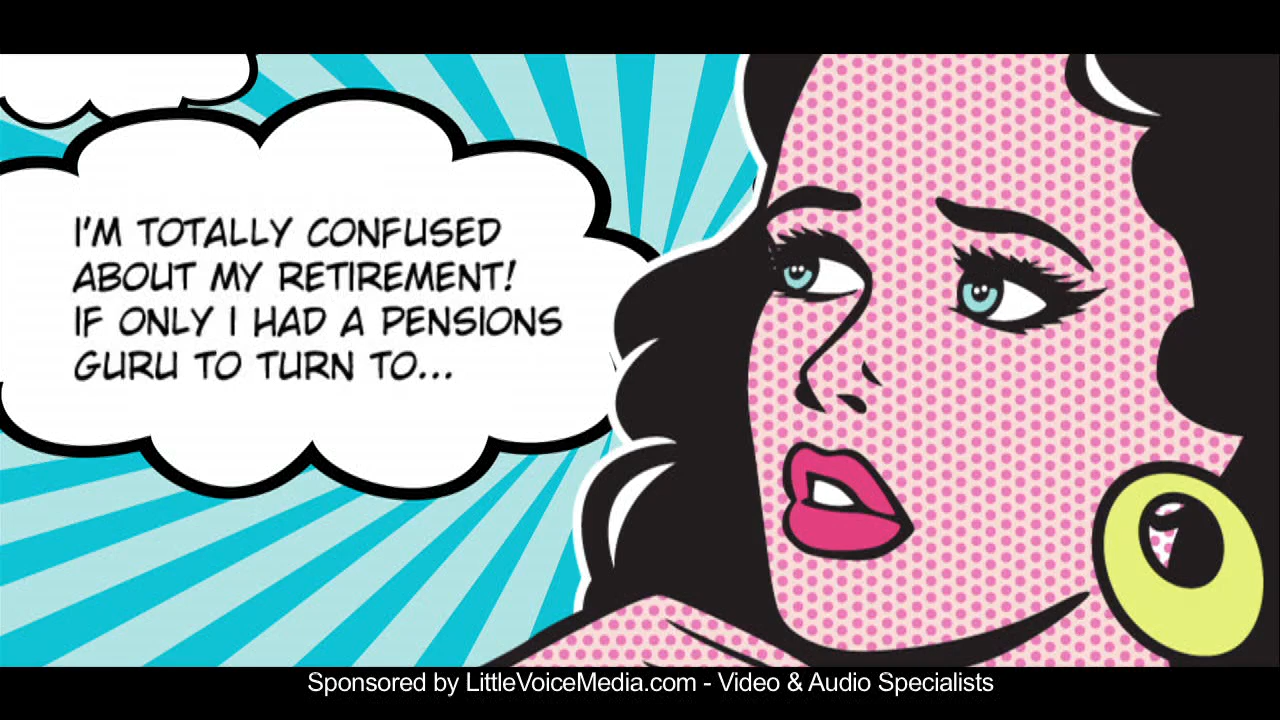 I'M TOTALLY CONFUSED
ABOUT MY RETIREMENT!
IF ONLY I HAD A PENSIONS
GURU TO TURN TO...
Sponsored by LittleVoiceMedia.com - Video & Audio Specialists